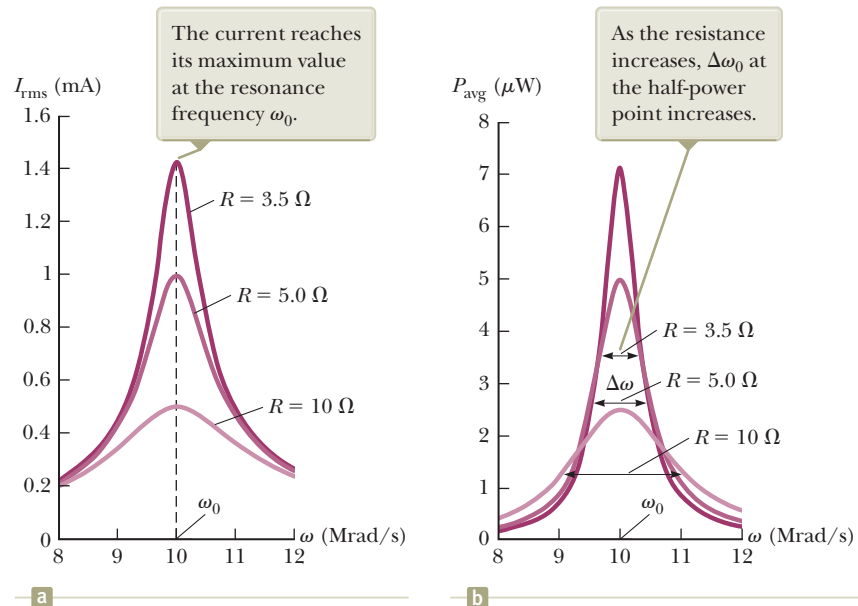 The current reaches
its maximum value
at the resonance
frequency ω₀.
I_rms (mA)
1.6
1.4
1.2
1
0.8
0.6
0.4
0.2
0
R = 3.5 Ω
R = 5.0 Ω
R = 10 Ω
ω₀
ω (Mrad/s)
8 9 10 11 12
a
As the resistance
increases, Δω₀ at
the half-power
point increases.
P_avg (μW)
8
7
6
5
4
3
2
1
0
R = 3.5 Ω
Δω
R = 5.0 Ω
R = 10 Ω
ω₀
ω (Mrad/s)
8 9 10 11 12
b